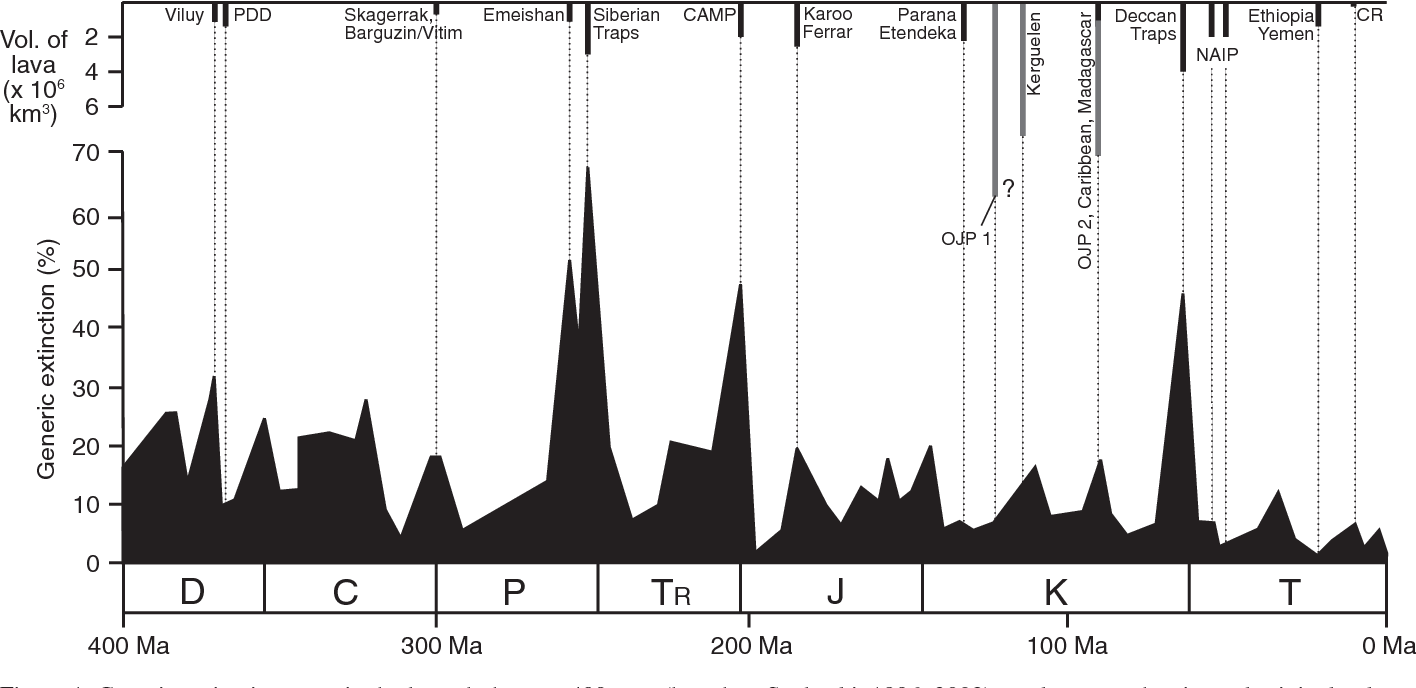 Viluy
PDD
Skagerrak,
Barguzin/Vitim
Emeishan
Siberian
Traps
CAMP
Karoo
Ferrar
Parana
Etendeka
Kerguelen
OJP 2, Caribbean, Madagascar
Deccan
Traps
NAIP
Ethiopia
Yemen
CR
Vol. of
lava
(x 10⁶
km³)
2
4
6
?
OJP 1
Generic extinction (%)
70
60
50
40
30
20
10
0
D C P TR J K T
400 Ma 300 Ma 200 Ma 100 Ma 0 Ma